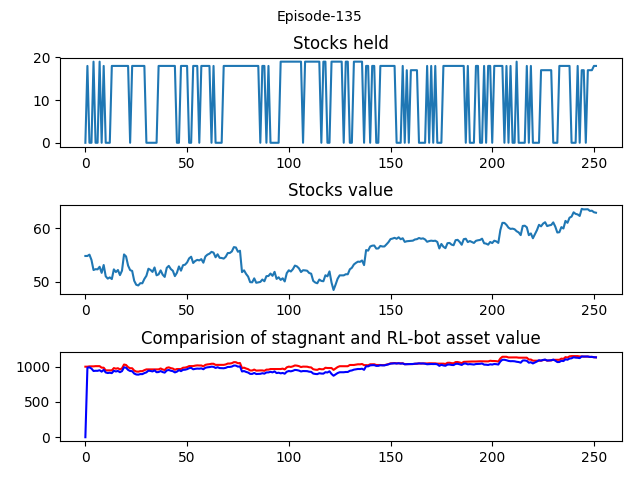 Episode-135
Stocks held
20
10
0
0 50 100 150 200 250
Stocks value
60
50
0 50 100 150 200 250
Comparision of stagnant and RL-bot asset value
1000
500
0
0 50 100 150 200 250